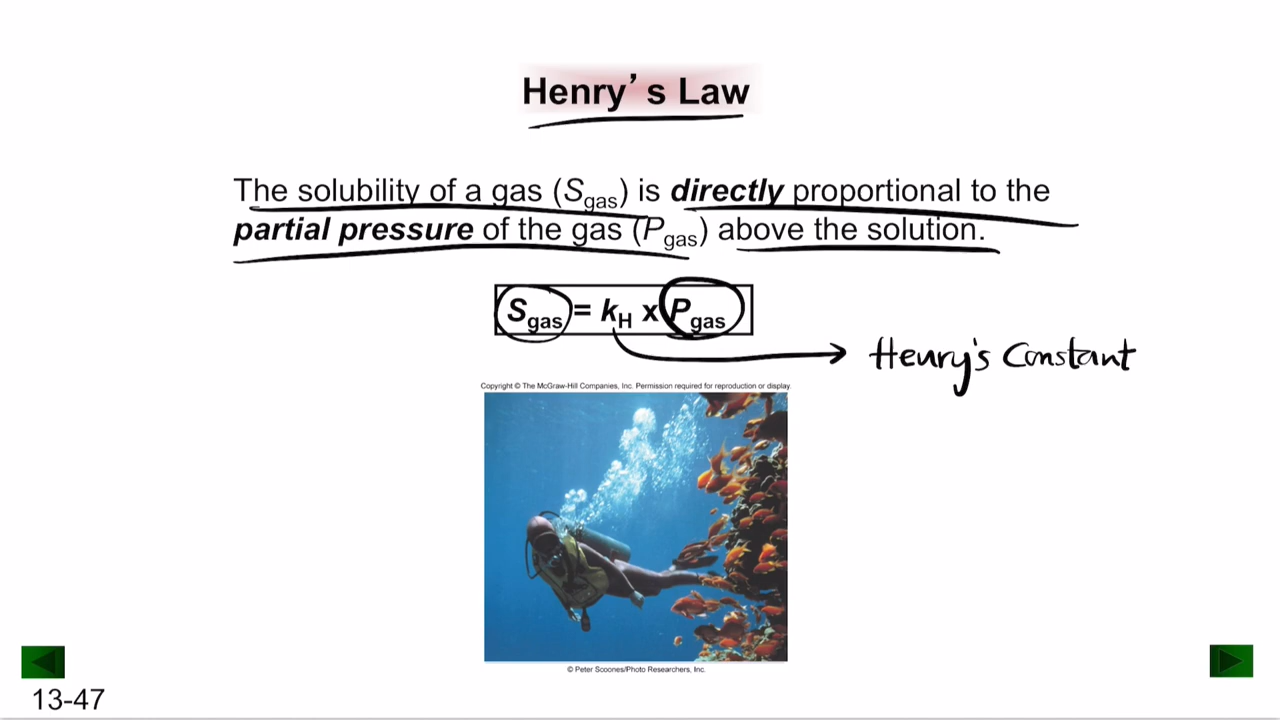 Henry's Law
The solubility of a gas (Sgas) is directly proportional to the
partial pressure of the gas (Pgas) above the solution.
Sgas = kH x Pgas
Henry's Constant
Copyright © The McGraw-Hill Companies, Inc. Permission required for reproduction or display.
© Peter Scoones/Photo Researchers, Inc.
13-47